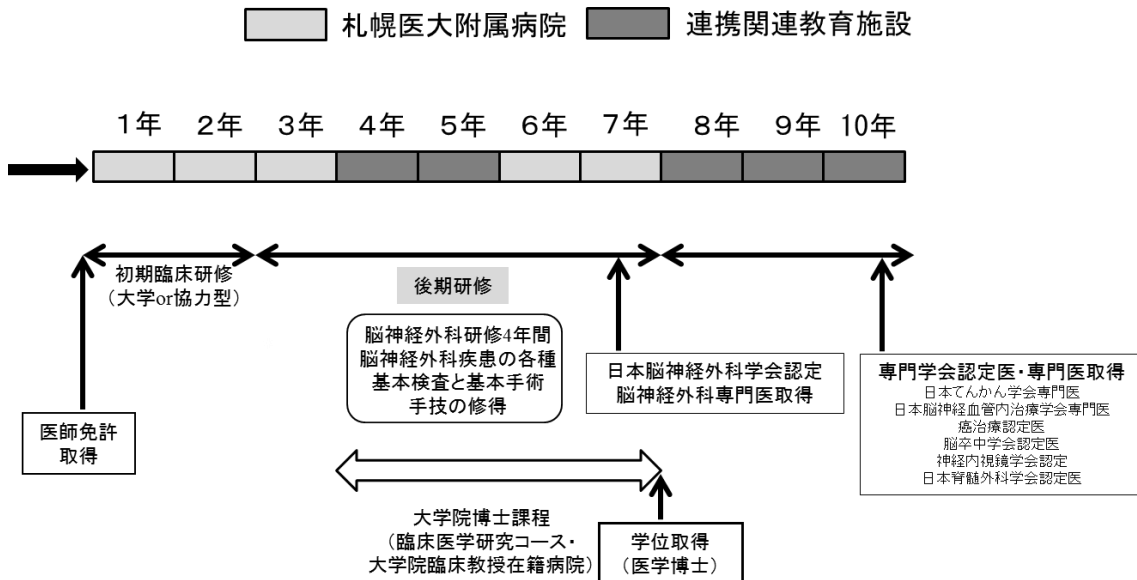 札幌医大附属病院
連携関連教育施設
1年 2年 3年 4年 5年 6年 7年 8年 9年 10年
初期臨床研修
（大学or協力型）
後期研修
脳神経外科研修4年間
脳神経外科疾患の各種
基本検査と基本手術
手技の修得
日本脳神経外科学会認定
脳神経外科専門医取得
専門学会認定医・専門医取得
日本てんかん学会専門医
日本脳神経血管内治療学会専門医
癌治療認定医
脳卒中学会認定医
神経内視鏡学会認定
日本脊髄外科学会認定医
医師免許
取得
大学院博士課程
（臨床医学研究コース・
大学院臨床教授在籍病院）
学位取得
（医学博士）